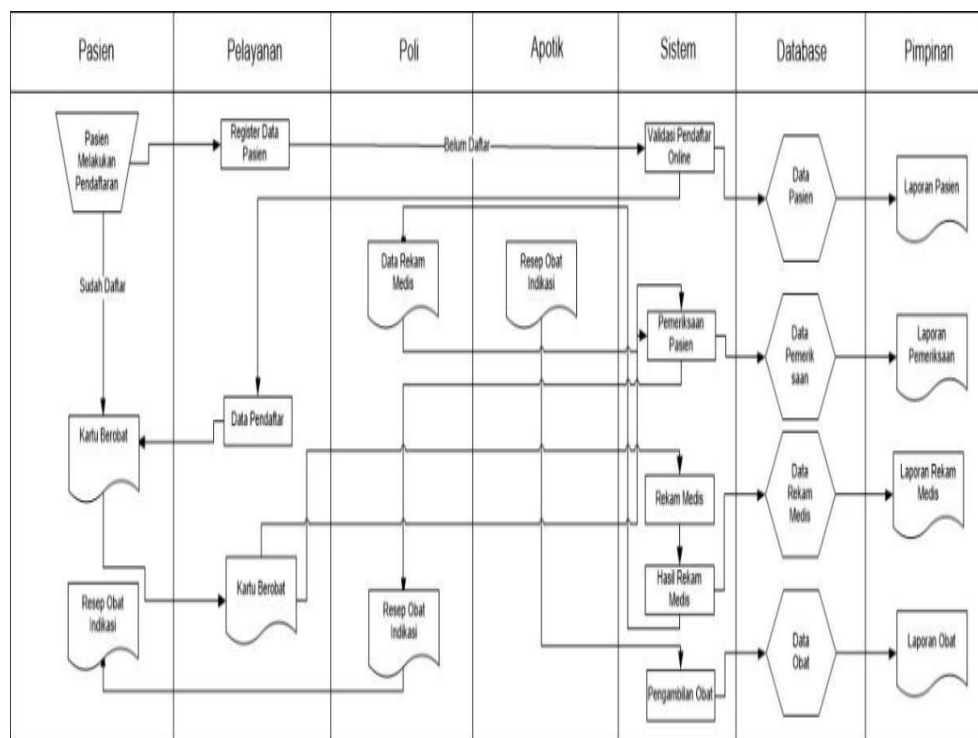 Pasien
Pelayanan
Poli
Apotik
Sistem
Database
Pimpinan
Pasien
Melakukan
Pendaftaran
Register Data
Pasien
Belum Daftar
Validasi Pendaftar
Online
Data
Pasien
Laporan Pasien
Sudah Daftar
Data Rekam
Medis
Resep Obat
Indikasi
Pemeriksaan
Pasien
Data
Pemerik
saan
Laporan
Pemeriksaan
Kartu Berobat
Data Pendaftar
Rekam Medis
Data
Rekam
Medis
Laporan Rekam
Medis
Resep Obat
Indikasi
Kartu Berobat
Resep Obat
Indikasi
Hasil Rekam
Medis
Pengambilan Obat
Data
Obat
Laporan Obat